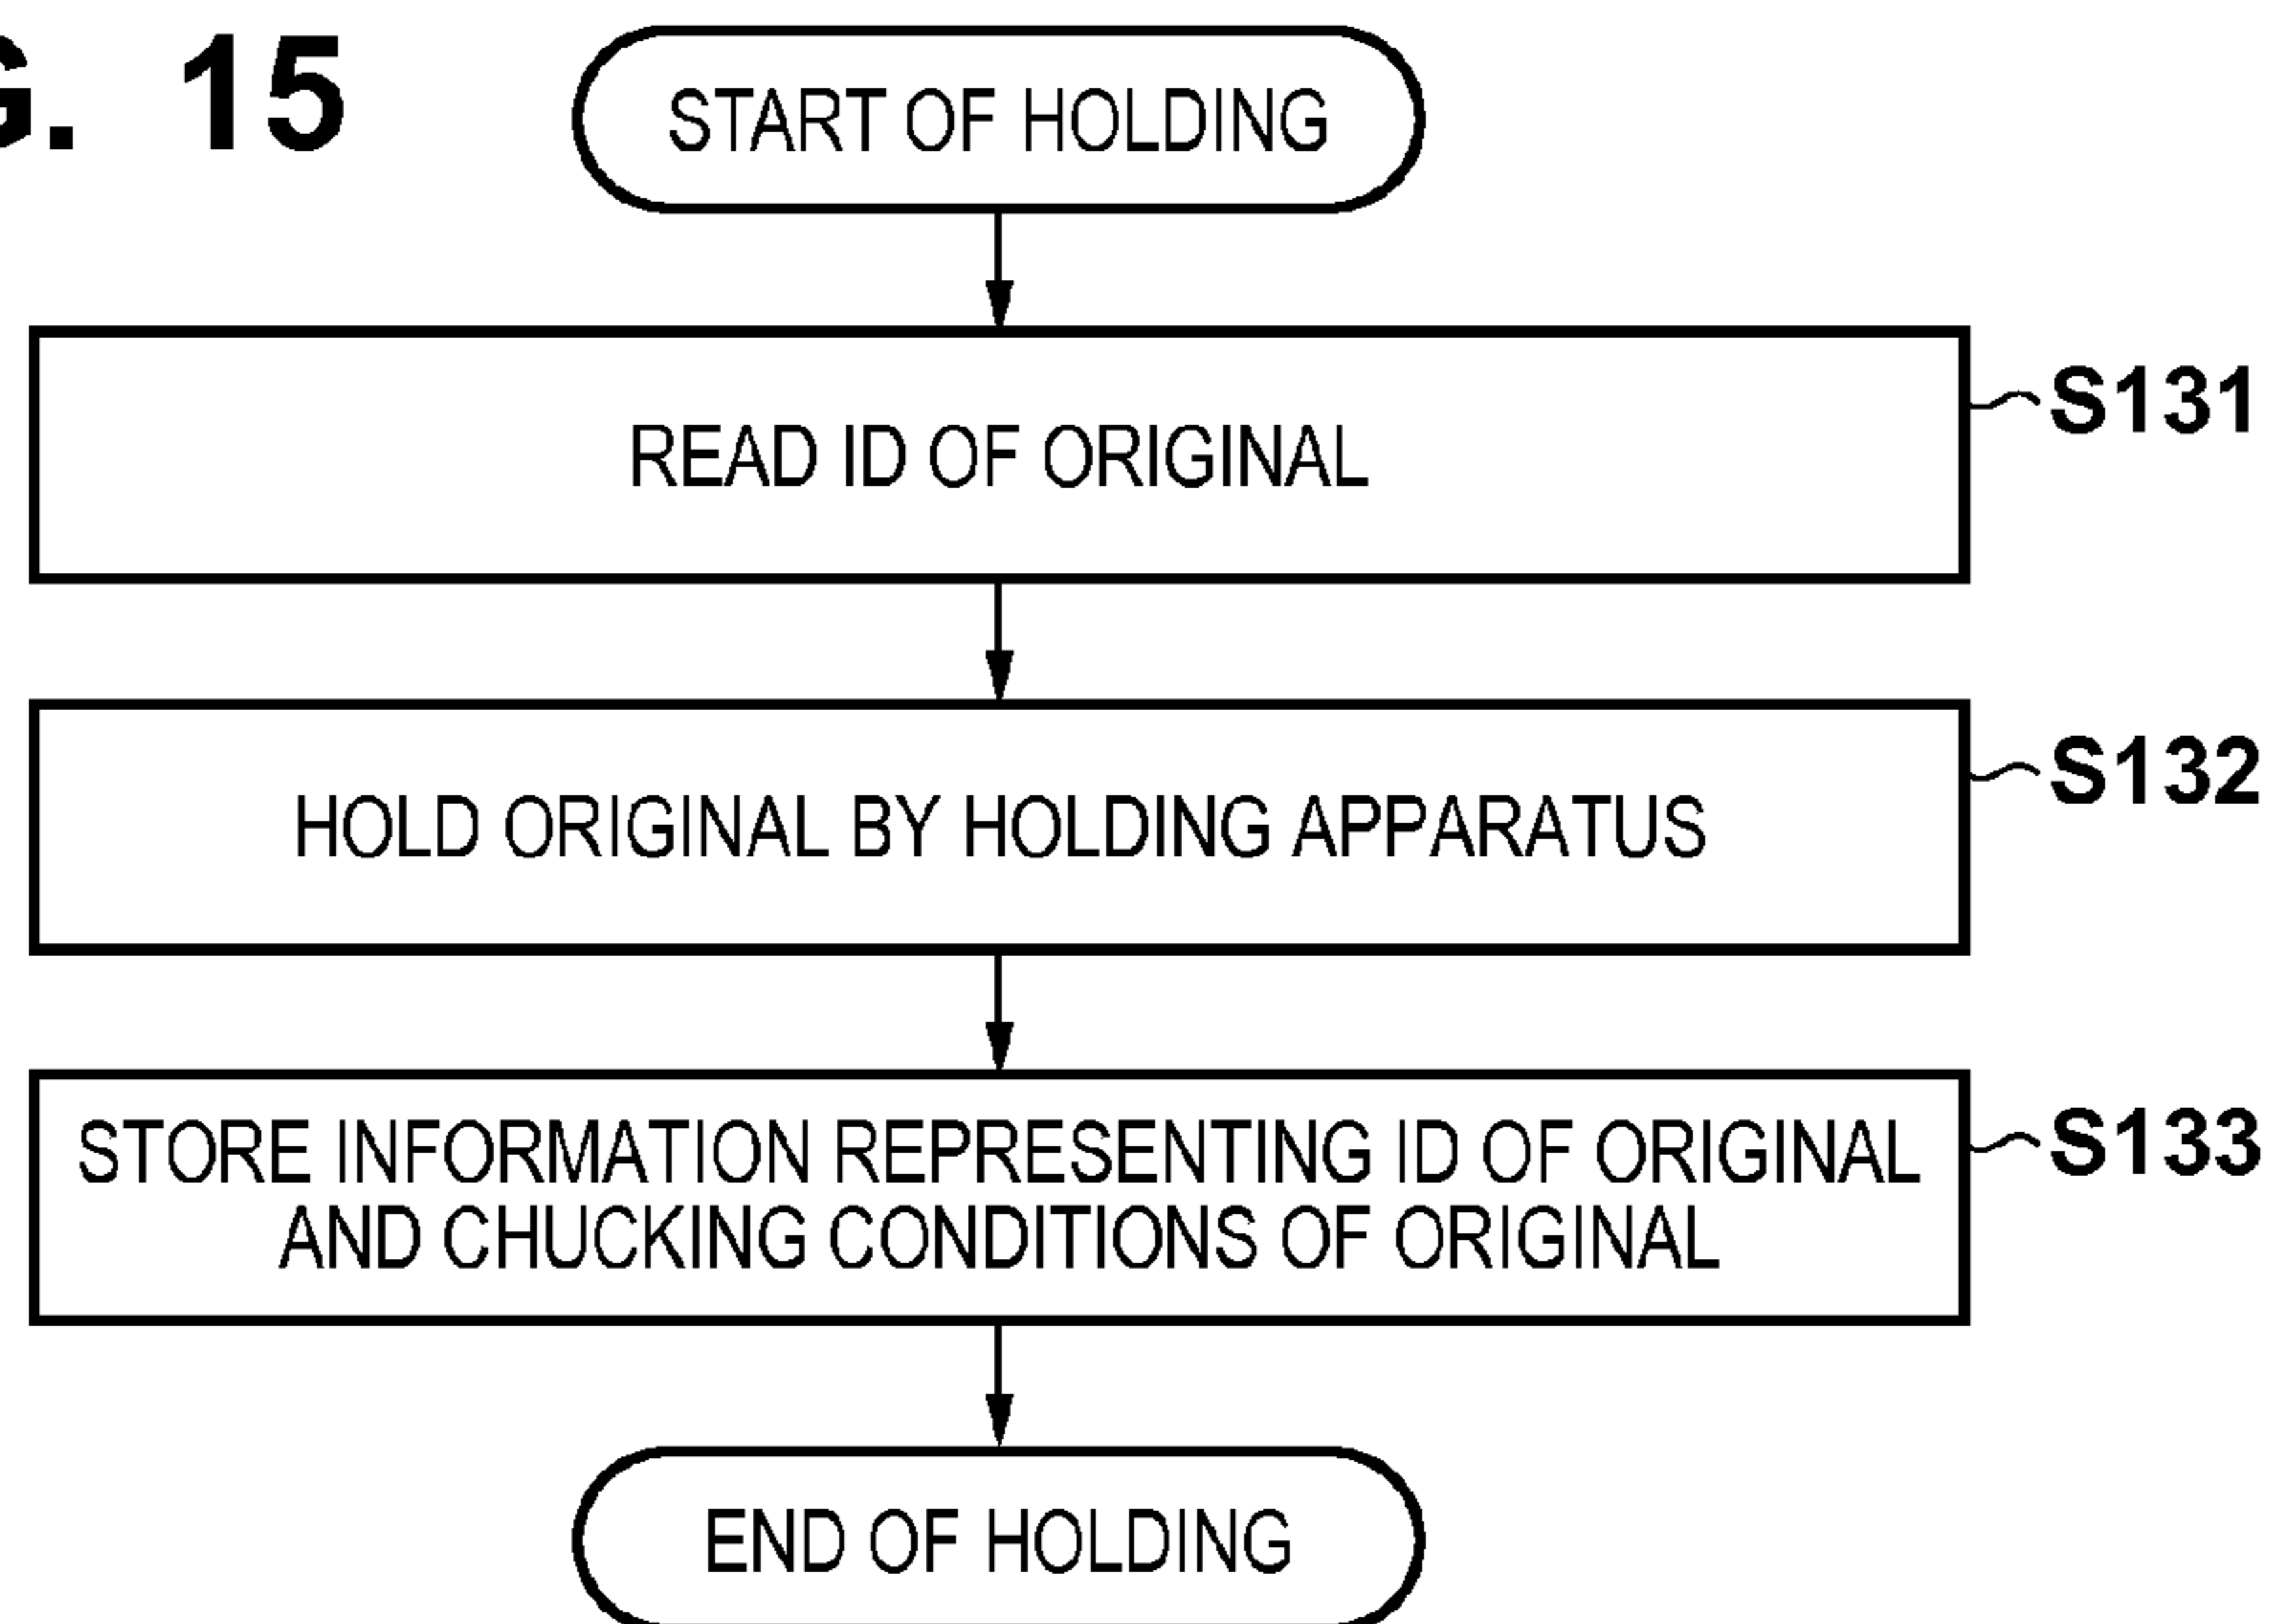 G. 15
START OF HOLDING
READ ID OF ORIGINAL
S131
HOLD ORIGINAL BY HOLDING APPARATUS
S132
STORE INFORMATION REPRESENTING ID OF ORIGINAL
AND CHUCKING CONDITIONS OF ORIGINAL
S133
END OF HOLDING